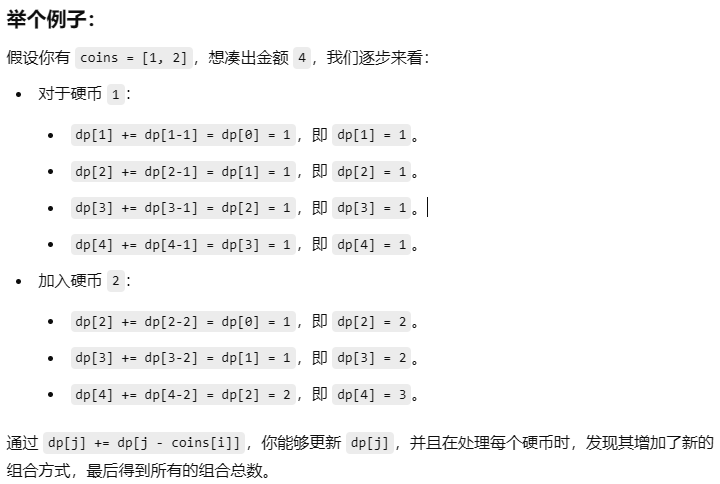 举个例子：
假设你有 coins = [1, 2]，想凑出金额 4，我们逐步来看：
对于硬币 1：
dp[1] += dp[1-1] = dp[0] = 1，即 dp[1] = 1。
dp[2] += dp[2-1] = dp[1] = 1，即 dp[2] = 1。
dp[3] += dp[3-1] = dp[2] = 1，即 dp[3] = 1。
dp[4] += dp[4-1] = dp[3] = 1，即 dp[4] = 1。
加入硬币 2：
dp[2] += dp[2-2] = dp[0] = 1，即 dp[2] = 2。
dp[3] += dp[3-2] = dp[1] = 1，即 dp[3] = 2。
dp[4] += dp[4-2] = dp[2] = 2，即 dp[4] = 3。
通过 dp[j] += dp[j - coins[i]]，你能够更新 dp[j]，并且在处理每个硬币时，发现其增加了新的
组合方式，最后得到所有的组合总数。